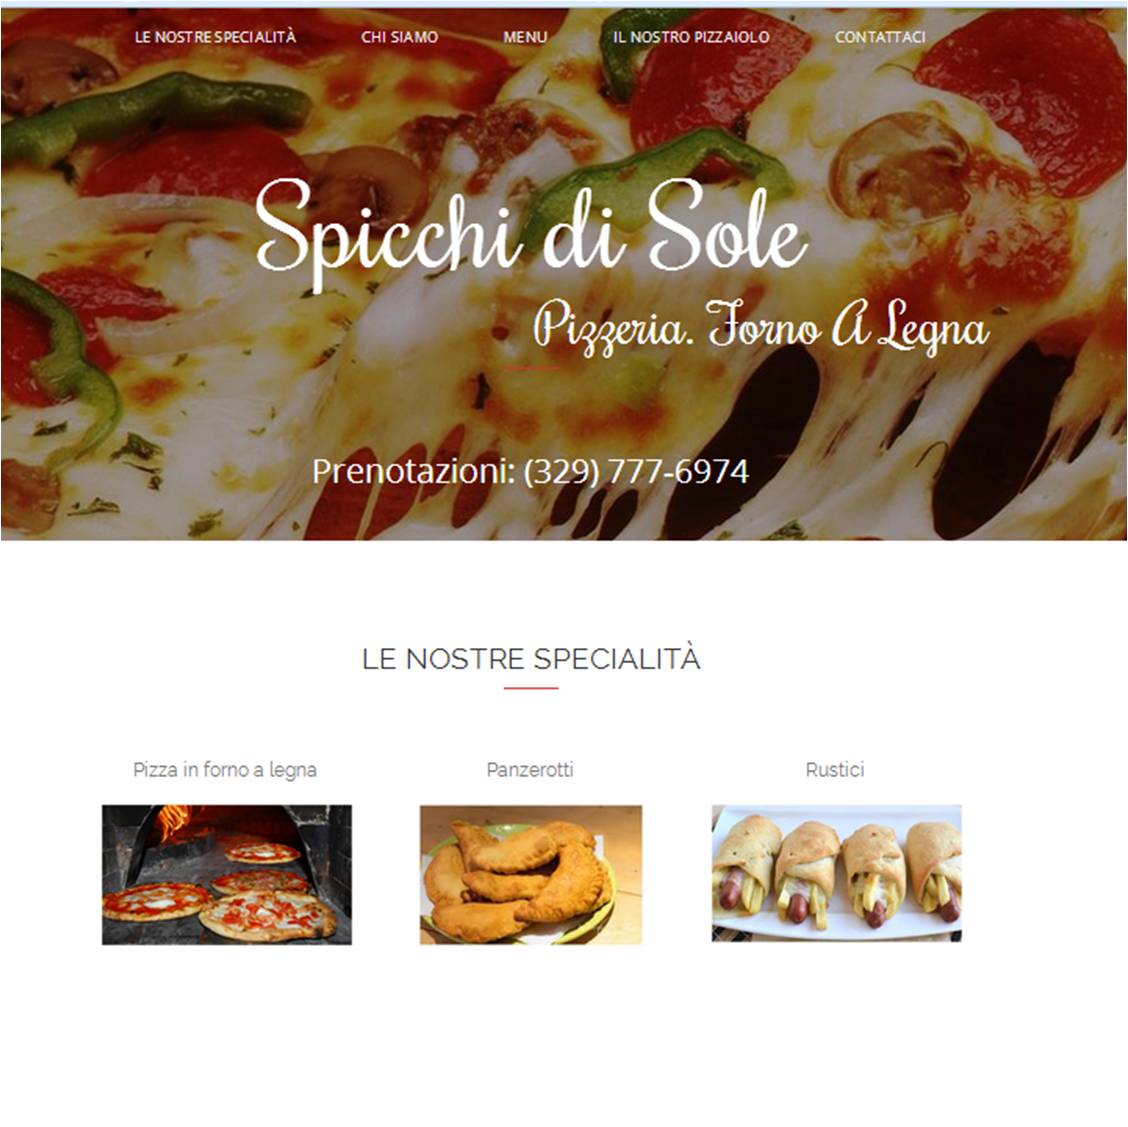 LE NOSTRE SPECIALITÀ CHI SIAMO MENU IL NOSTRO PIZZAIOLO CONTATTACI
Spicchi di Sole
Pizzeria. Forno A Legna
Prenotazioni: (329) 777-6974
LE NOSTRE SPECIALITÀ
Pizza in forno a legna Panzerotti Rustici